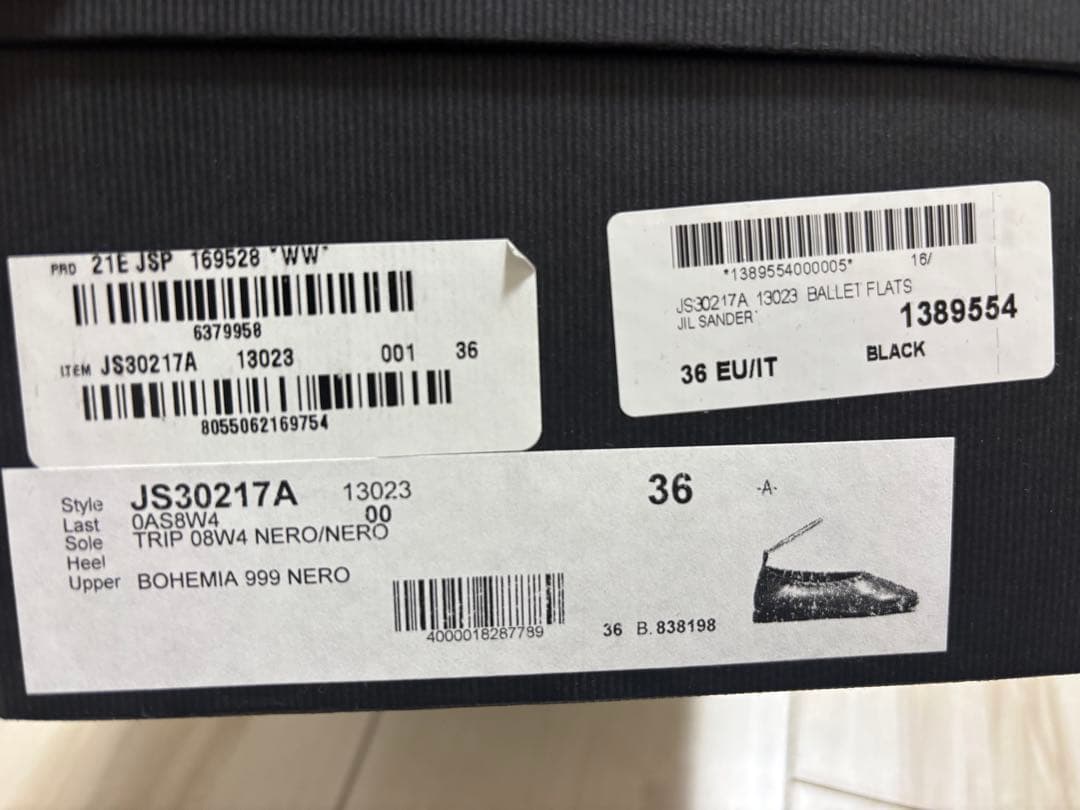 PRD 21E JSP 169528 "WW"
6379958
ITEM JS30217A 13023 001 36
8055062169754
*1389554000005* 16/
JS30217A 13023 BALLET FLATS
JIL SANDER
1389554
36 EU/IT BLACK
Style JS30217A 13023 36 -A-
Last 0AS8W4 00
Sole TRIP 08W4 NERO/NERO
Heel
Upper BOHEMIA 999 NERO
4000018287789
36 B. 838198